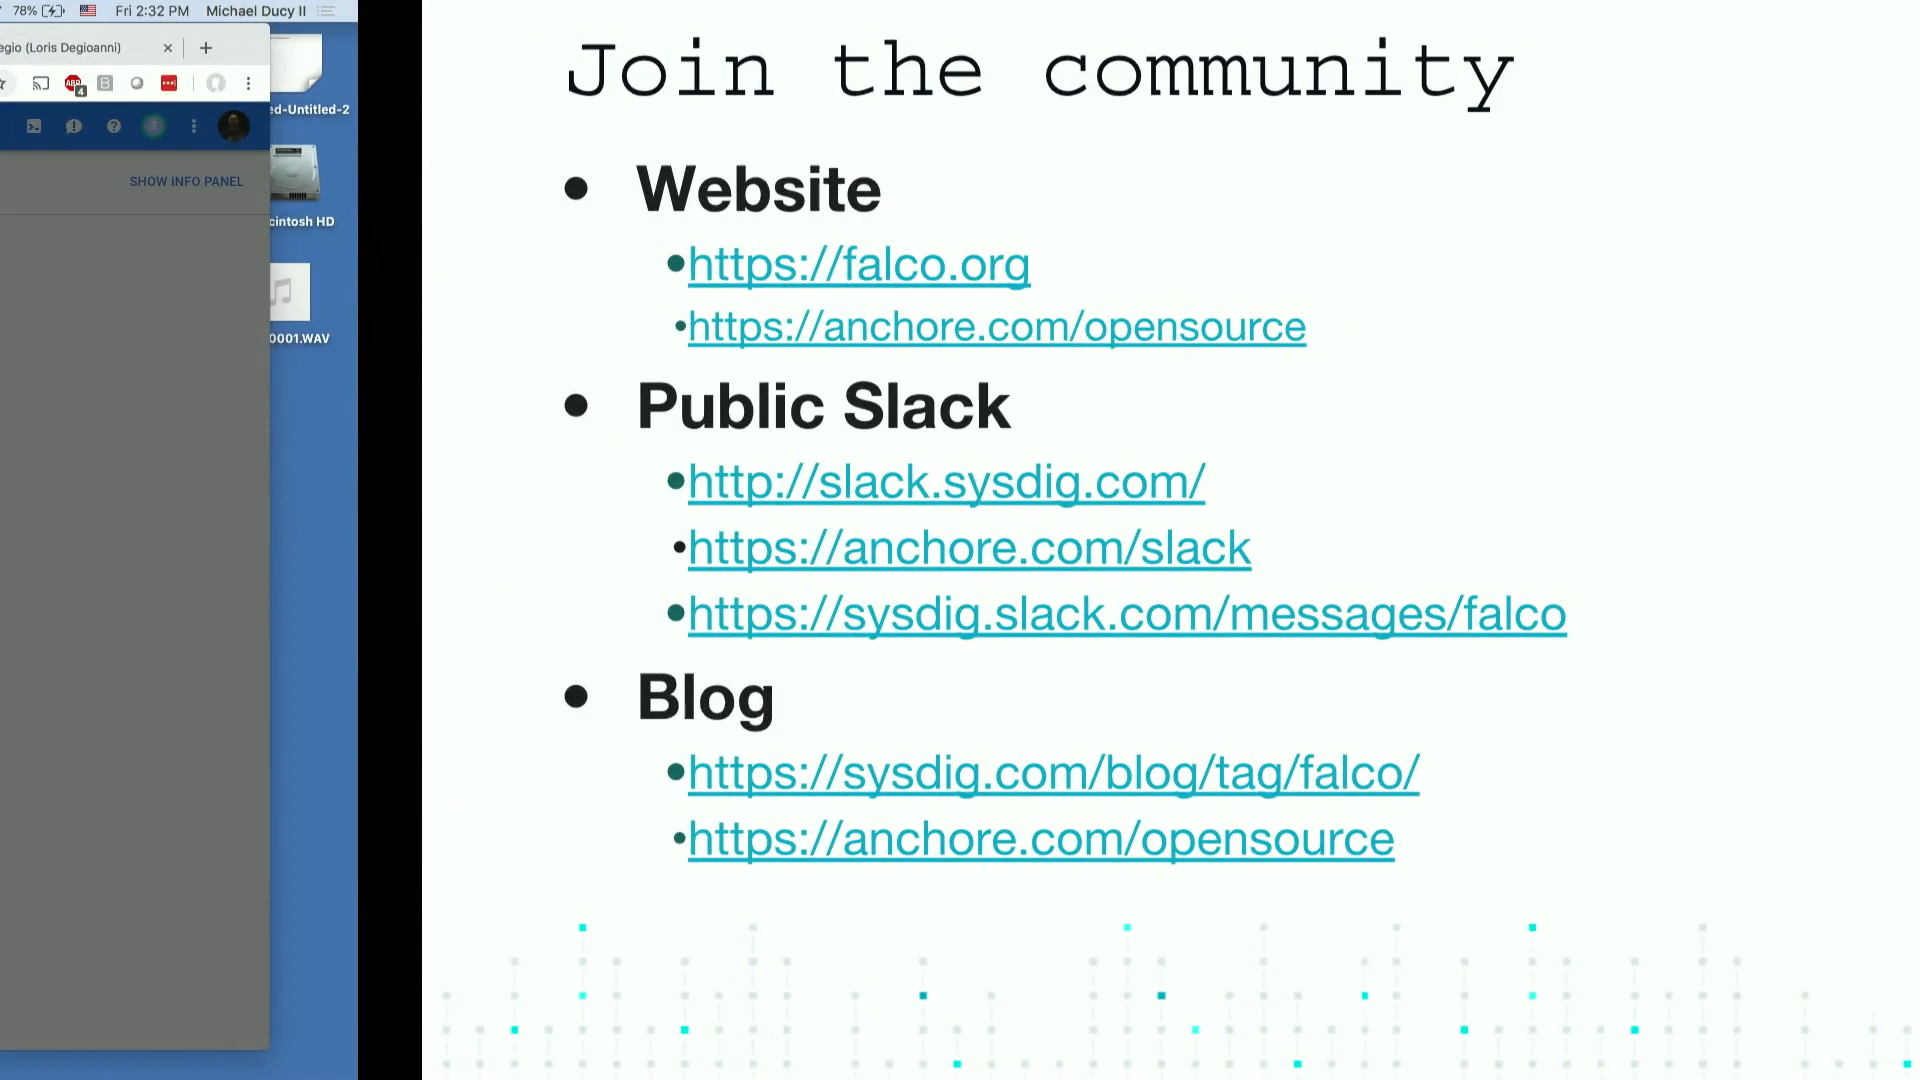 78% Fri 2:32 PM Michael Ducy II
egio (Loris Degioanni)
ABP
4
B
ed-Untitled-2
SHOW INFO PANEL
cintosh HD
0001.WAV
Join the community
• Website
•https://falco.org
•https://anchore.com/opensource
• Public Slack
•http://slack.sysdig.com/
•https://anchore.com/slack
•https://sysdig.slack.com/messages/falco
• Blog
•https://sysdig.com/blog/tag/falco/
•https://anchore.com/opensource